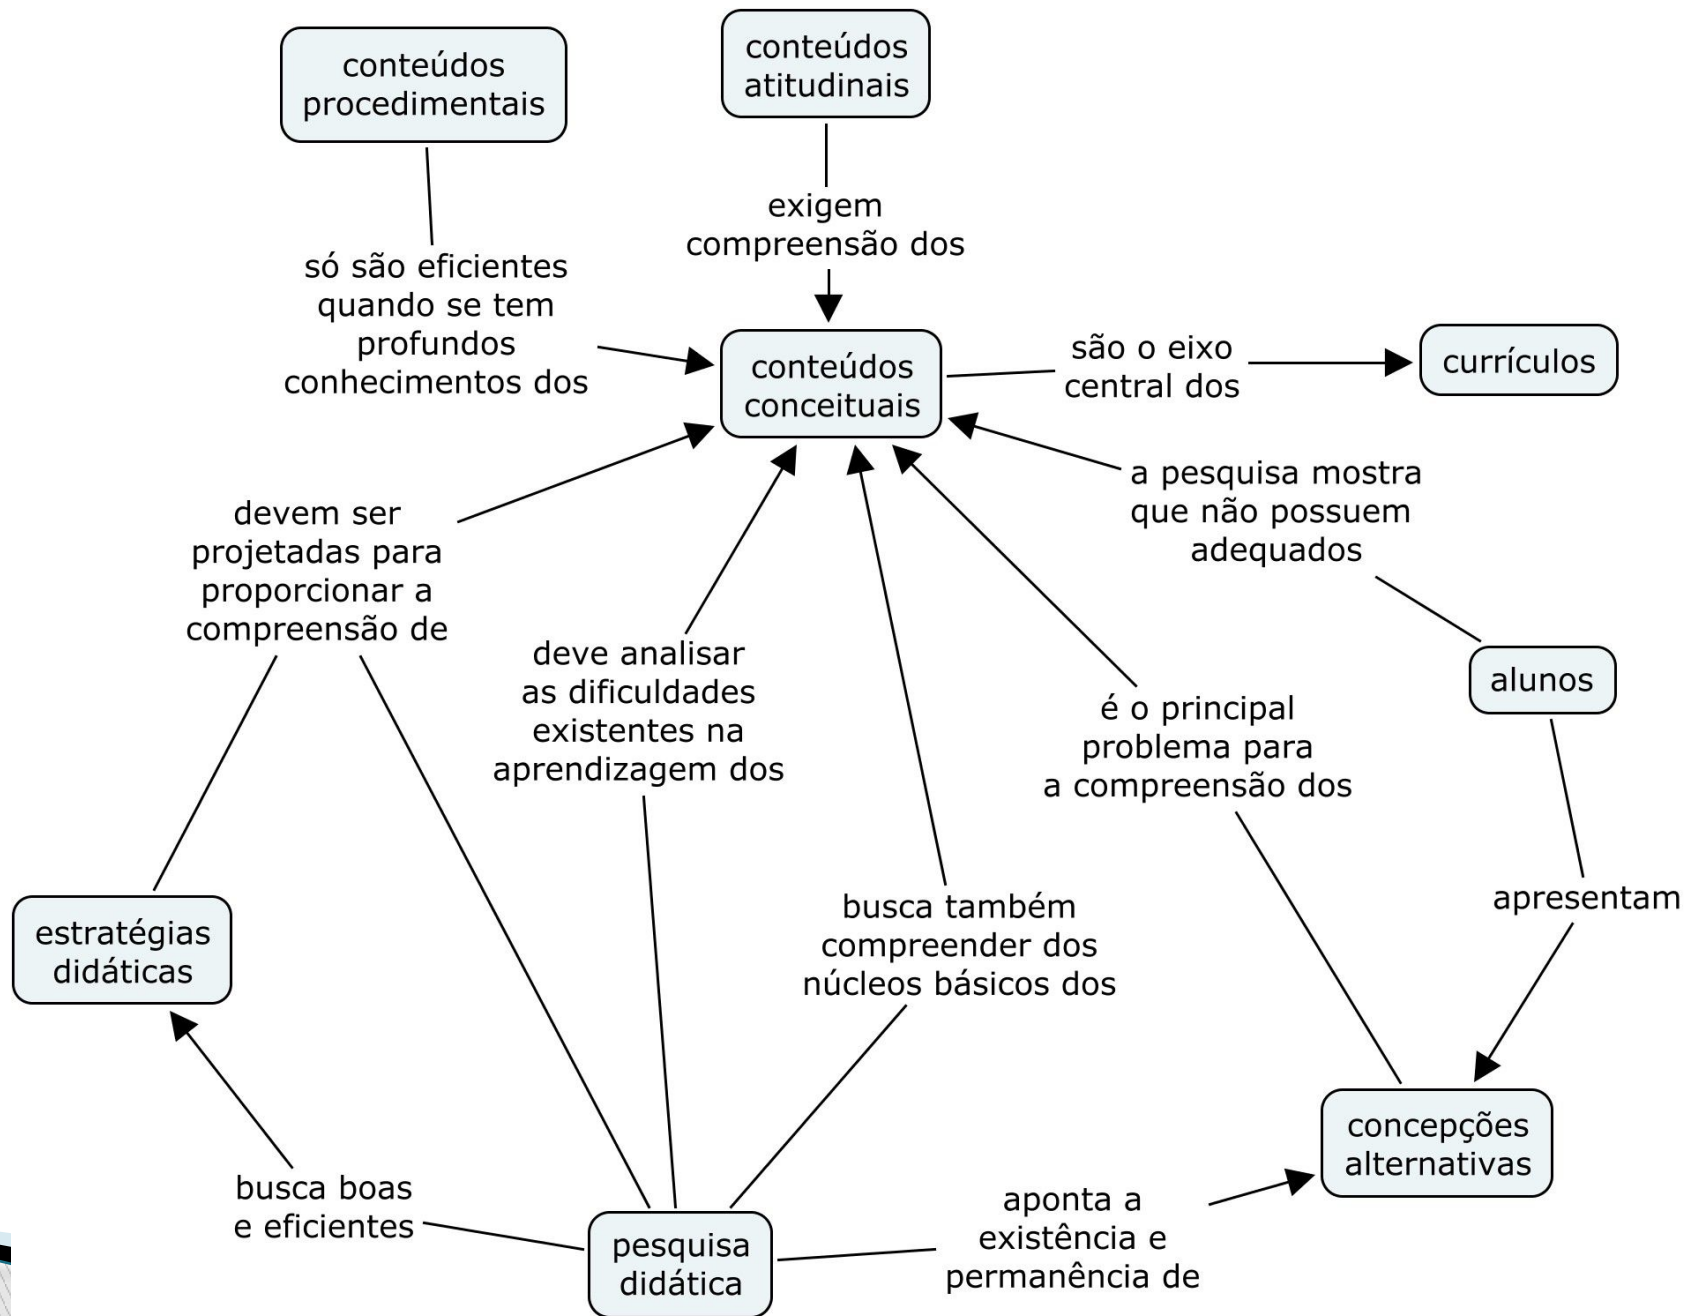 conteúdos
procedimentais
conteúdos
atitudinais
exigem
compreensão dos
só são eficientes
quando se tem
profundos
conhecimentos dos
conteúdos
conceituais
são o eixo
central dos
currículos
a pesquisa mostra
que não possuem
adequados
devem ser
projetadas para
proporcionar a
compreensão de
deve analisar
as dificuldades
existentes na
aprendizagem dos
é o principal
problema para
a compreensão dos
alunos
apresentam
estratégias
didáticas
busca também
compreender dos
núcleos básicos dos
concepções
alternativas
busca boas
e eficientes
pesquisa
didática
aponta a
existência e
permanência de